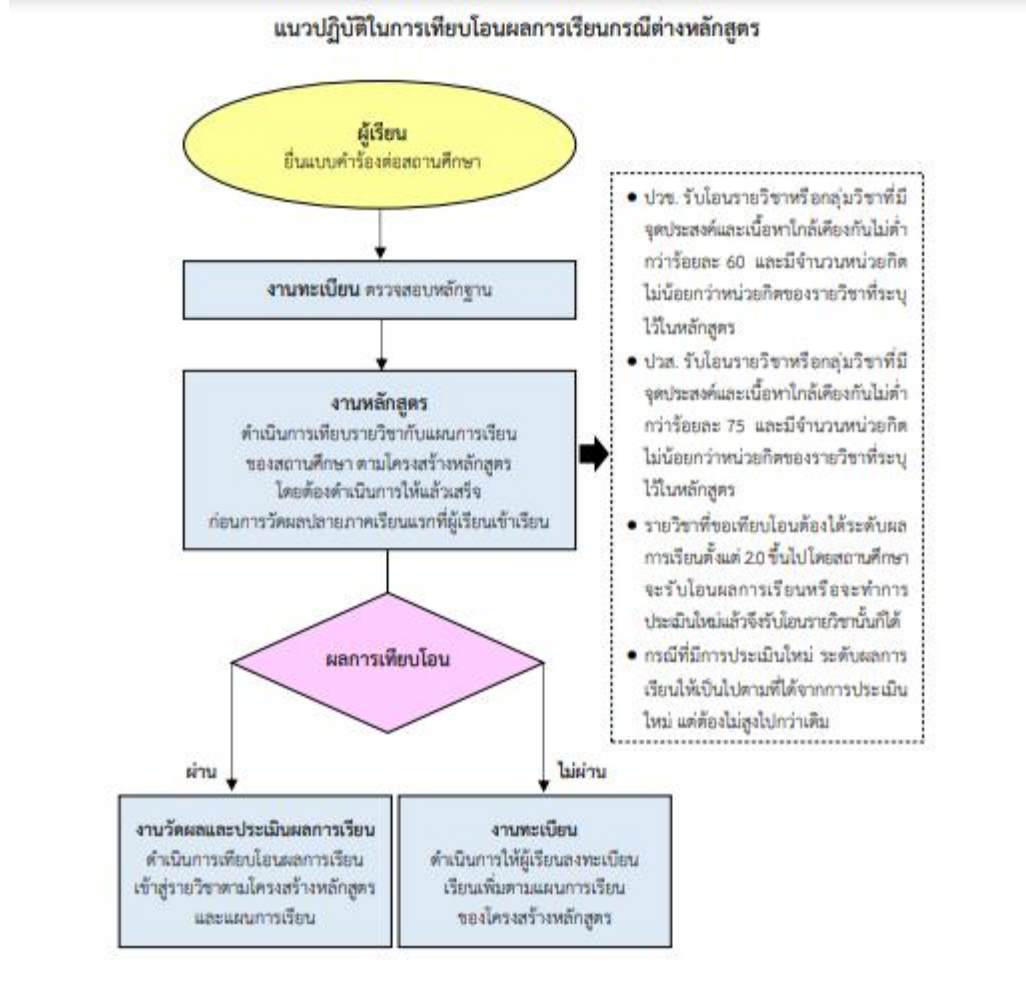 แนวปฏิบัติในการเทียบโอนผลการเรียนกรณีต่างหลักสูตร
ผู้เรียน
ยื่นแบบคำร้องต่อสถานศึกษา
งานทะเบียน ตรวจสอบหลักฐาน
งานหลักสูตร
ดำเนินการเทียบรายวิชากับแผนการเรียน
ของสถานศึกษา ตามโครงสร้างหลักสูตร
โดยต้องดำเนินการให้แล้วเสร็จ
ก่อนการวัดผลปลายภาคเรียนแรกที่ผู้เรียนเข้าเรียน
● ปวช. รับโอนรายวิชาหรือกลุ่มวิชาที่มี
จุดประสงค์และเนื้อหาใกล้เคียงกันไม่ต่ำ
กว่าร้อยละ 60 และมีจำนวนหน่วยกิต
ไม่น้อยกว่าหน่วยกิตของรายวิชาที่ระบุ
ไว้ในหลักสูตร
● ปวส. รับโอนรายวิชาหรือกลุ่มวิชาที่มี
จุดประสงค์และเนื้อหาใกล้เคียงกันไม่ต่ำ
กว่าร้อยละ 75 และมีจำนวนหน่วยกิต
ไม่น้อยกว่าหน่วยกิตของรายวิชาที่ระบุ
ไว้ในหลักสูตร
● รายวิชาที่ขอเทียบโอนต้องได้ระดับผล
การเรียนตั้งแต่ 2.0 ขึ้นไปโดยสถานศึกษา
จะรับโอนผลการเรียนหรือจะทำการ
ประเมินใหม่แล้วจึงรับโอนรายวิชานั้นก็ได้
● กรณีที่มีการประเมินใหม่ ระดับผลการ
เรียนให้เป็นไปตามที่ได้จากการประเมิน
ใหม่ แต่ต้องไม่สูงไปกว่าเดิม
ผลการเทียบโอน
ผ่าน
ไม่ผ่าน
งานวัดผลและประเมินผลการเรียน
ดำเนินการเทียบโอนผลการเรียน
เข้าสู่รายวิชาตามโครงสร้างหลักสูตร
และแผนการเรียน
งานทะเบียน
ดำเนินการให้ผู้เรียนลงทะเบียน
เรียนเพิ่มตามแผนการเรียน
ของโครงสร้างหลักสูตร